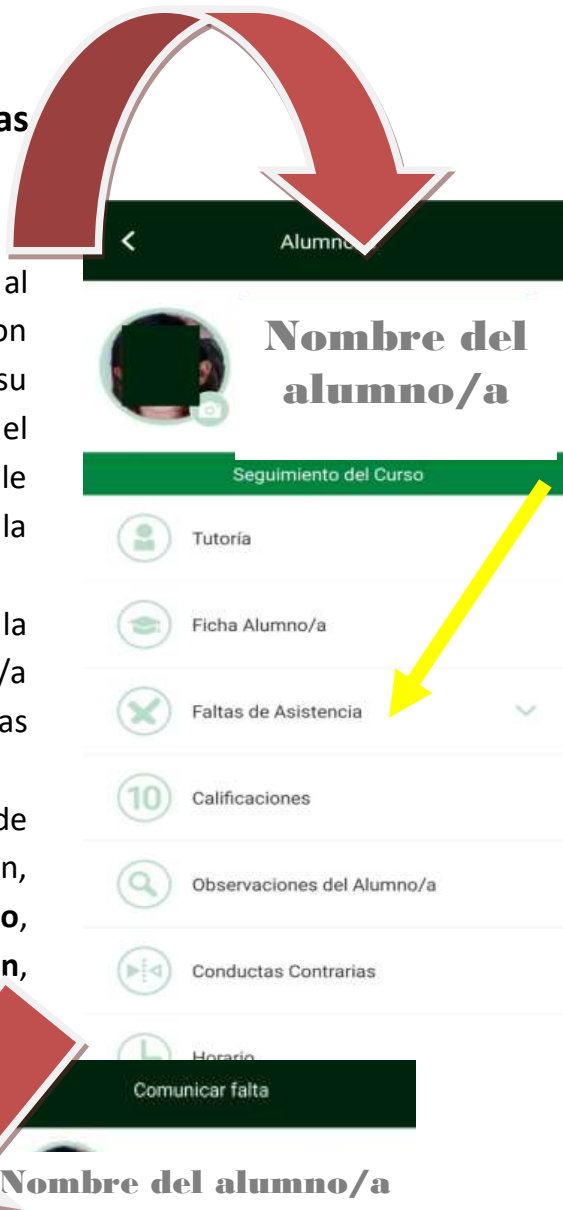 as
al
on
su
el
le
la
la
/a
as
de
n,
o,
n,
Alumno
Nombre del
alumno/a
Seguimiento del Curso
Tutoría
Ficha Alumno/a
Faltas de Asistencia
10
Calificaciones
Observaciones del Alumno/a
Conductas Contrarias
Horario
Comunicar falta
Nombre del alumno/a